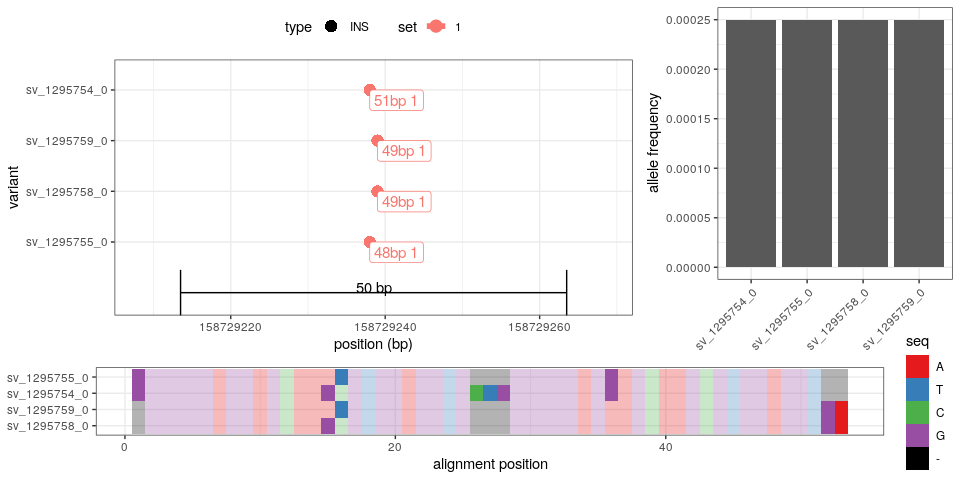 type INS set 1
variant
sv_1295754_0
sv_1295759_0
sv_1295758_0
sv_1295755_0
51bp 1
49bp 1
49bp 1
48bp 1
50 bp
158729220 158729240 158729260
position (bp)
allele frequency
0.00025
0.00020
0.00015
0.00010
0.00005
0.00000
sv_1295754_0 sv_1295755_0 sv_1295758_0 sv_1295759_0
sv_1295755_0
sv_1295754_0
sv_1295759_0
sv_1295758_0
0 20 40
alignment position
seq
A
T
C
G
-